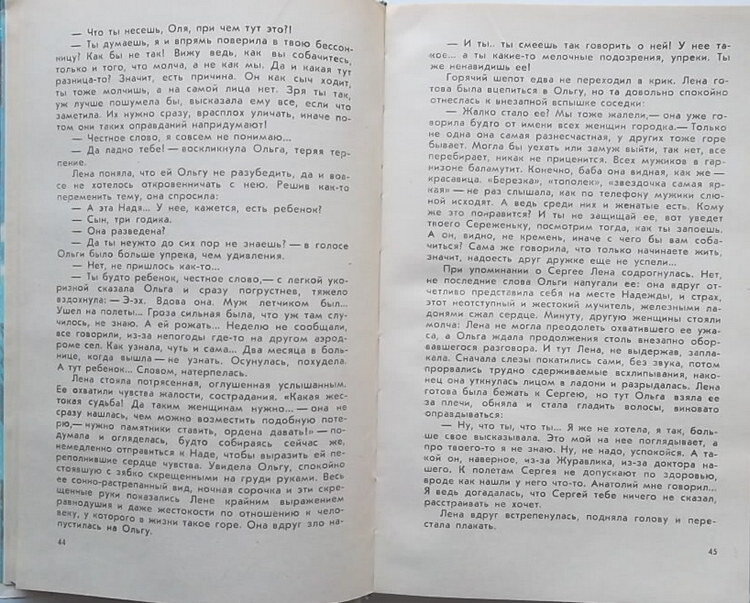 — Что ты несешь, Оля, при чем тут это?!
— Ты думаешь, я и впрямь поверила в твою бессон-
ницу? Как бы не так! Вижу ведь, как вы собачитесь,
только и того, что молча, а не как мы. Да и какая тут
разница-то? Значит, есть причина. Он как сыч ходит,
ты тоже молчишь, а на самой лица нет. Зря ты так,
уж лучше пошумела бы, высказала ему все, если что
заметила. Их нужно сразу, врасплох уличать, иначе по-
том они таких оправданий напридумывают!
— Честное слово, я совсем не понимаю...
— Да ладно тебе! — воскликнула Ольга, теряя тер-
пение.
Лена поняла, что ей Ольгу не разубедить, да и вов-
се не хотелось откровенничать с нею. Решив как-то
переменить тему, она спросила:
— А эта Надя... У нее, кажется, есть ребенок?
— Сын, три годика.
— Она разведена?
— Да ты неужто до сих пор не знаешь? — в голосе
Ольги было больше упрека, чем удивления.
— Нет, не пришлось как-то...
— Ты будто ребенок, честное слово, — с легкой уко-
ризной сказала Ольга и сразу погрустнев, тяжело
вздохнула: — Э-эх. Вдова она. Муж летчиком был...
Ушел на полеты... Гроза сильная была, что уж там слу-
чилось, не знаю. А ей рожать... Неделю не сообщали,
все говорили, из-за непогоды где-то на другом аэрод-
роме сел. Как узнала, чуть и сама... Два месяца в боль-
нице, когда вышла — не узнать. Осунулась, похудела.
А тут ребенок... Словом, натерпелась.
Лена стояла потрясенная, оглушенная услышанным.
Ее охватили чувства жалости, сострадания. «Какая жес-
токая судьба! Да таким женщинам нужно... — она не
сразу нашлась, чем можно возместить подобную поте-
рю, — нужно памятники ставить, ордена давать!» — по-
думала и огляделась, будто собираясь сейчас же,
немедленно отправиться к Наде, чтобы выразить ей пе-
реполнившие сердце чувства. Увидела Ольгу, спокойно
стоявшую с зябко скрещенными на груди руками. Весь
ее сонно-растрепанный вид, ночная сорочка и эти скре-
щенные руки показались Лене крайним выражением
равнодушия и даже жестокости по отношению к чело-
веку, у которого в жизни такое горе. Она вдруг зло на-
пустилась на Ольгу.
44
— И ты.. ты смеешь так говорить о ней! У нее та-
кое... а ты какие-то мелочные подозрения, упреки. Ты
же ненавидишь ее!
Горячий шепот едва не переходил в крик. Лена го-
това была вцепиться в Ольгу, но та довольно спокойно
отнеслась к внезапной вспышке соседки:
— Жалко стало ее! Мы тоже жалели, — она уже го-
ворила будто от имени всех женщин городка. — Только
не одна она самая разнесчастная, у других тоже горе
бывает. Могла бы уехать или замуж выйти, так нет, все
перебирает, никак не приценится. Всех мужиков в гар-
низоне баламутит. Конечно, баба она видная, как же —
красавица. «Березка», «тополек», «звездочка самая яр-
кая» — не раз слышала, как по телефону мужики слю-
ной исходят. А ведь среди них и женатые есть. Кому
же это понравится? И ты не защищай ее, вот уведет
твоего Сереженьку, посмотрим тогда, как ты запоешь.
А он, видно, не кремень, иначе с чего бы вам соба-
читься? Сама же говорила, что только начинаете жить,
значит, надоесть друг дружке еще не успели...
При упоминании о Сергее Лена содрогнулась. Нет,
не последние слова Ольги напугали ее: она вдруг от-
четливо представила себя на месте Надежды, и страх,
этот неотступный и жестокий мучитель, железными ла-
донями сжал сердце. Минуту, другую женщины стояли
молча: Лена не могла преодолеть охватившего ее ужа-
са, а Ольга ждала продолжения столь внезапно обор-
вавшегося разговора. И тут Лена, не выдержав, запла-
кала. Сначала слезы покатились сами, без звука, потом
прорвались трудно сдерживаемые всхлипывания, нако-
нец она уткнулась лицом в ладони и разрыдалась. Лена
готова была бежать к Сергею, но тут Ольга взяла ее
за плечи, обняла и стала гладить волосы, виновато
оправдываться:
— Ну, что ты, что ты... Я же не хотела, я так, боль-
ше свое высказывала. Это мой на нее поглядывает, а
про твоего-то я не знаю. Ну, не надо, успокойся. А та-
кой он, наверное, из-за Журавлика, из-за доктора на-
шего. К полетам Сергея не допускают по здоровью,
вроде как нашли у него что-то. Анатолий мне говорил...
Я ведь догадалась, что Сергей тебе ничего не сказал,
расстраивать не хочет.
Лена вдруг встрепенулась, подняла голову и пере-
стала плакать.
45